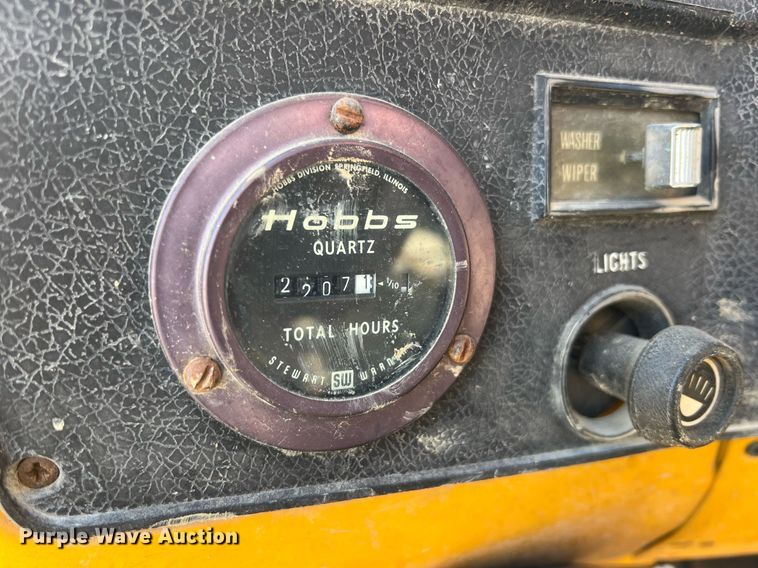 HOBBS DIVISION SPRINGFIELD, ILLINOIS
Hobbs
QUARTZ
22071 1/10
TOTAL HOURS
STEWART SW WARNER
WASHER
WIPER
LIGHTS
Purple Wave Auction